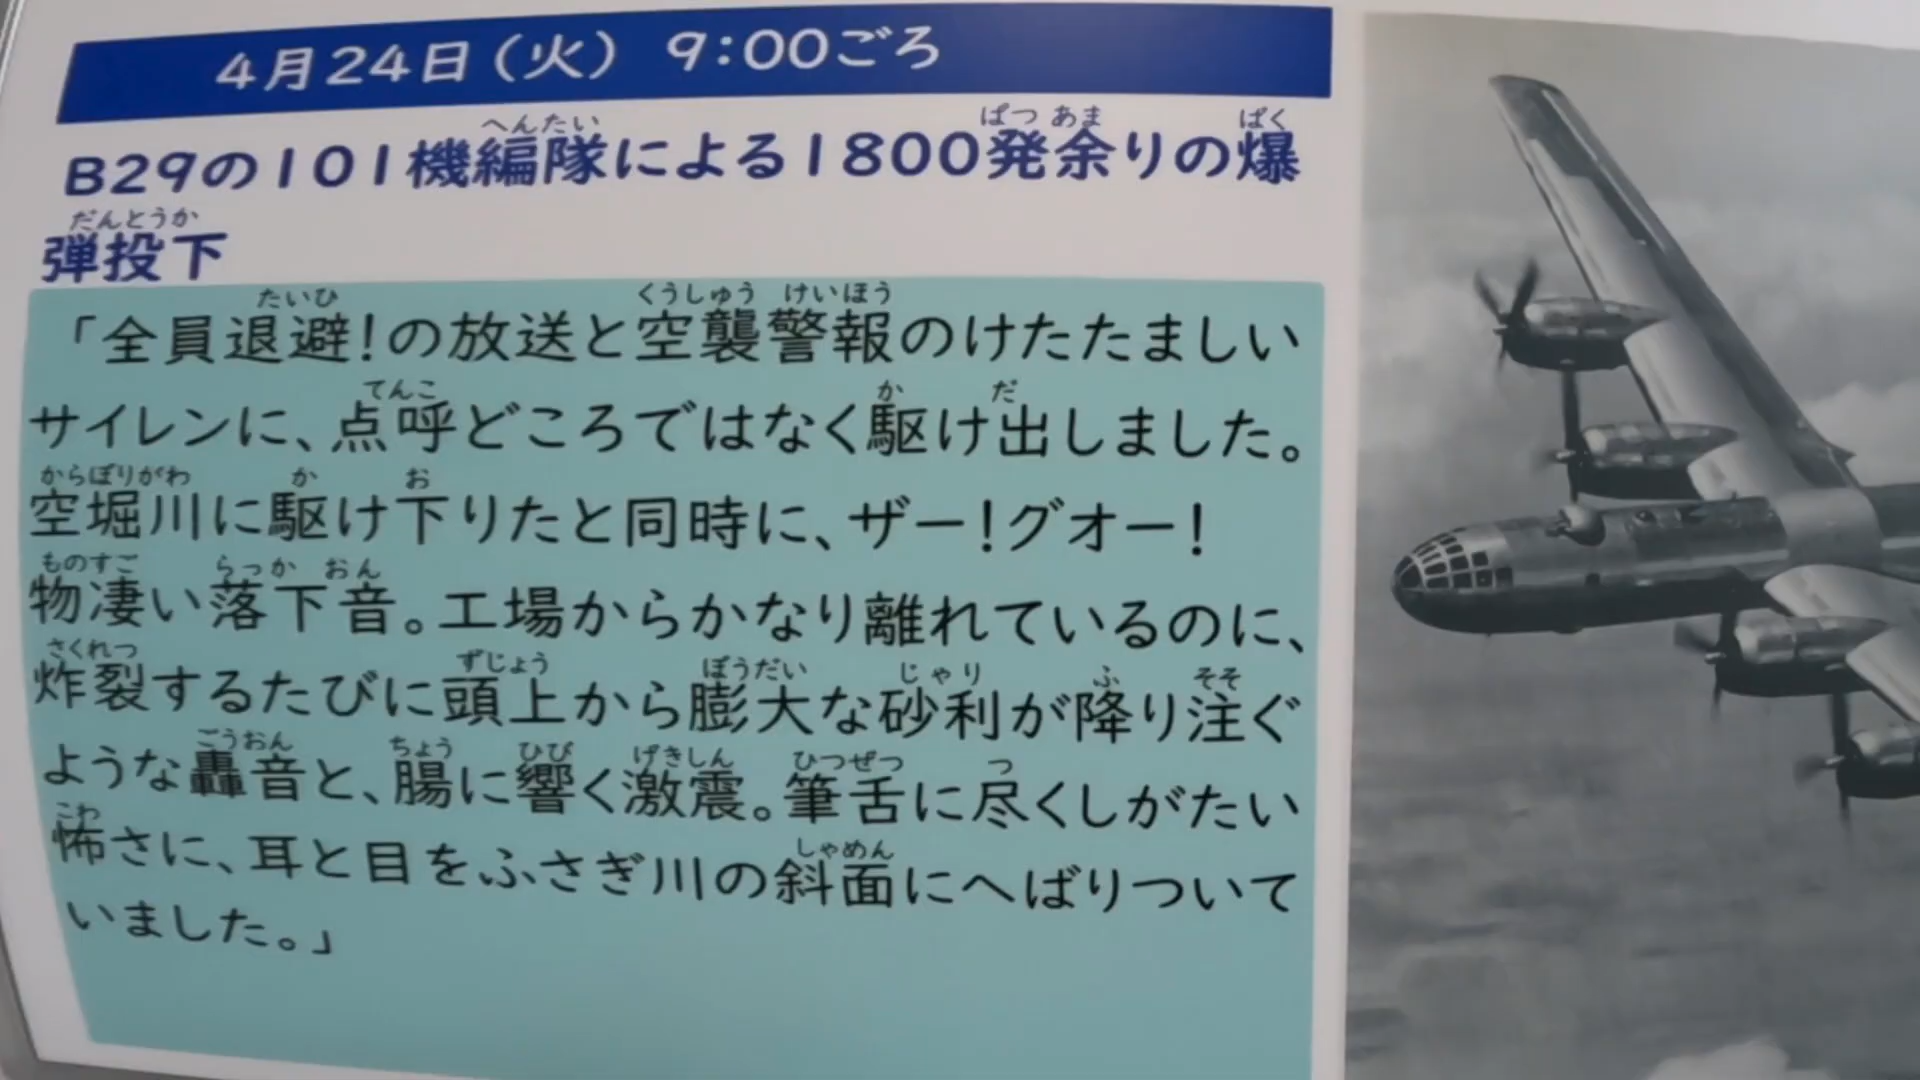 4月24日(火) 9:00ごろ
B29の101機編隊による1800発余りの爆
弾投下
「全員退避!の放送と空襲警報のけたたましい
サイレンに、点呼どころではなく駆け出しました。
空堀川に駆け下りたと同時に、ザー!グオー!
物凄い落下音。工場からかなり離れているのに、
炸裂するたびに頭上から膨大な砂利が降り注ぐ
ような轟音と、腸に響く激震。筆舌に尽くしがたい
怖さに、耳と目をふさぎ川の斜面にへばりついて
いました。」